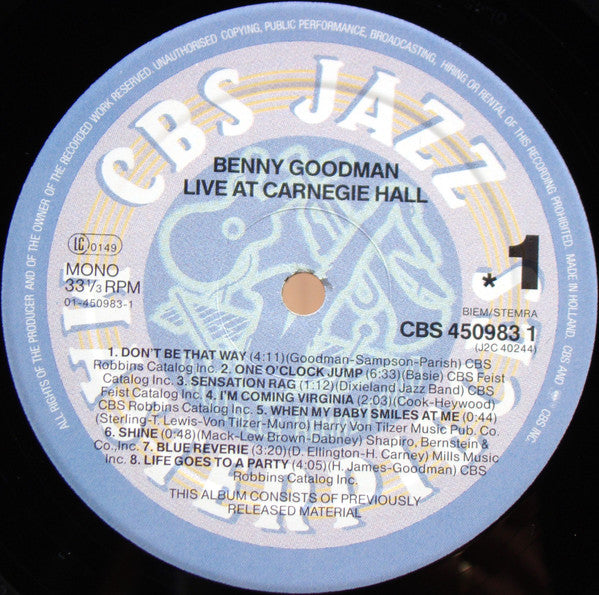 ALL RIGHTS OF THE PRODUCER AND OF THE OWNER OF THE RECORDED WORK RESERVED. UNAUTHORISED COPYING, PUBLIC PERFORMANCE, BROADCASTING, HIRING OR RENTAL OF THIS RECORDING PROHIBITED. MADE IN HOLLAND. CBS AND ARE CBS INC.
CBS JAZZ
MASTERPIECES
BENNY GOODMAN
LIVE AT CARNEGIE HALL
LC 0149
MONO
33⅓ RPM
01-450983-1
* 1
BIEM/STEMRA
CBS 450983 1
(J2C 40244)
1. DON'T BE THAT WAY (4:11)(Goodman-Sampson-Parish) CBS
Robbins Catalog Inc. 2. ONE O'CLOCK JUMP (6:33)(Basie) CBS Feist
Catalog Inc. 3. SENSATION RAG (1:12)(Dixieland Jazz Band) CBS
Feist Catalog Inc. 4. I'M COMING VIRGINIA (2:03)(Cook-Heywood)
CBS Robbins Catalog Inc. 5. WHEN MY BABY SMILES AT ME (0:44)
(Sterling-T. Lewis-Von Tilzer-Munro)Harry Von Tilzer Music Pub. Co.
6. SHINE (0:48)(Mack-Lew Brown-Dabney) Shapiro, Bernstein &
Co., Inc. 7. BLUE REVERIE (3:20)(D. Ellington-H. Carney) Mills Music
Inc. 8. LIFE GOES TO A PARTY (4:05)(H. James-Goodman) CBS
Robbins Catalog Inc.
THIS ALBUM CONSISTS OF PREVIOUSLY
RELEASED MATERIAL